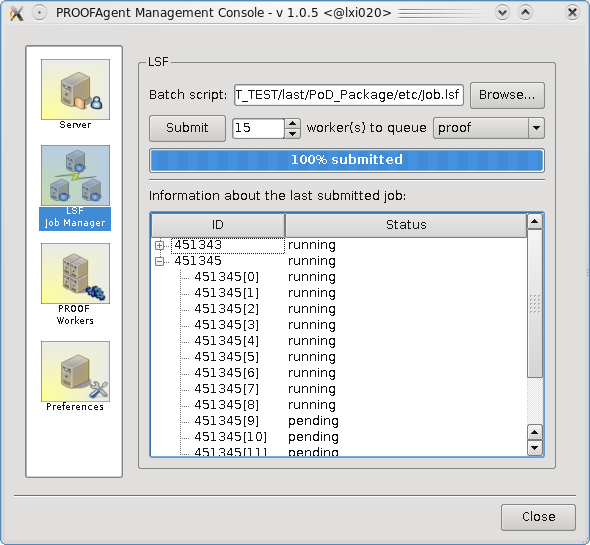 PROOFAgent Management Console - v 1.0.5 <@lxi020>
Server
LSF
Job Manager
PROOF
Workers
Preferences
LSF
Batch script: T_TEST/last/PoD_Package/etc/Job.lsf Browse...
Submit 15 worker(s) to queue proof
100% submitted
Information about the last submitted job:
ID Status
451343 running
451345 running
451345[0] running
451345[1] running
451345[2] running
451345[3] running
451345[4] running
451345[5] running
451345[6] running
451345[7] running
451345[8] running
451345[9] pending
451345[10] pending
451345[11] pending
Close